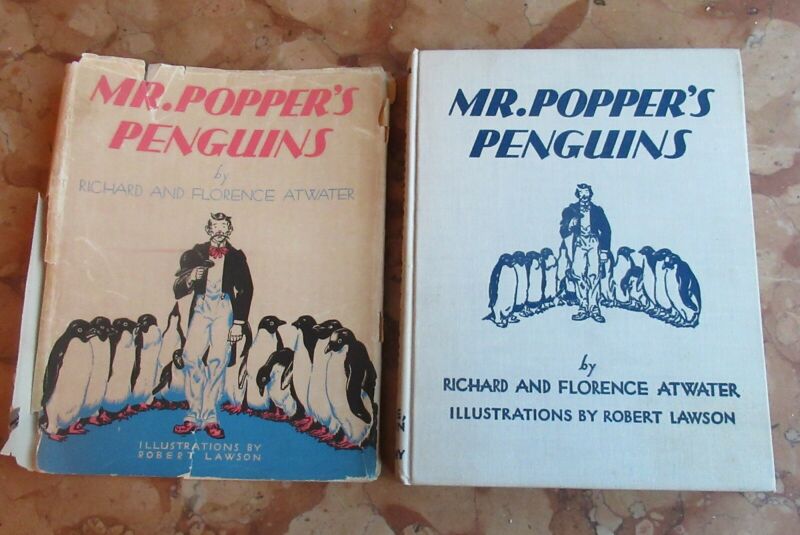 MR. POPPER'S
PENGUINS
by
RICHARD AND FLORENCE ATWATER
ILLUSTRATIONS BY
ROBERT LAWSON
MR. POPPER'S
PENGUINS
by
RICHARD AND FLORENCE ATWATER
ILLUSTRATIONS BY ROBERT LAWSON